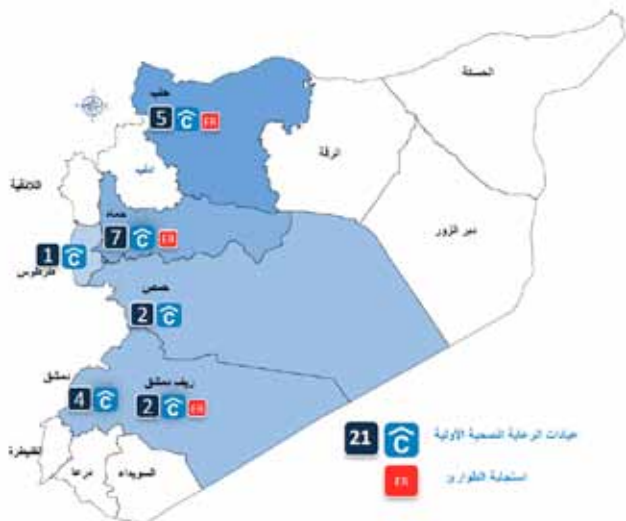 الحسكة
حلب
5 C ER
الرقة
ادلب
اللاذقية
دير الزور
حماه
7 C ER
1 C
طرطوس
حمص
2 C
دمشق
ريف دمشق
4 C
2 C ER
القنيطرة
درعا
السويداء
21 C عيادات الرعاية الصحية الأولية
ER استجابة الطوارئ